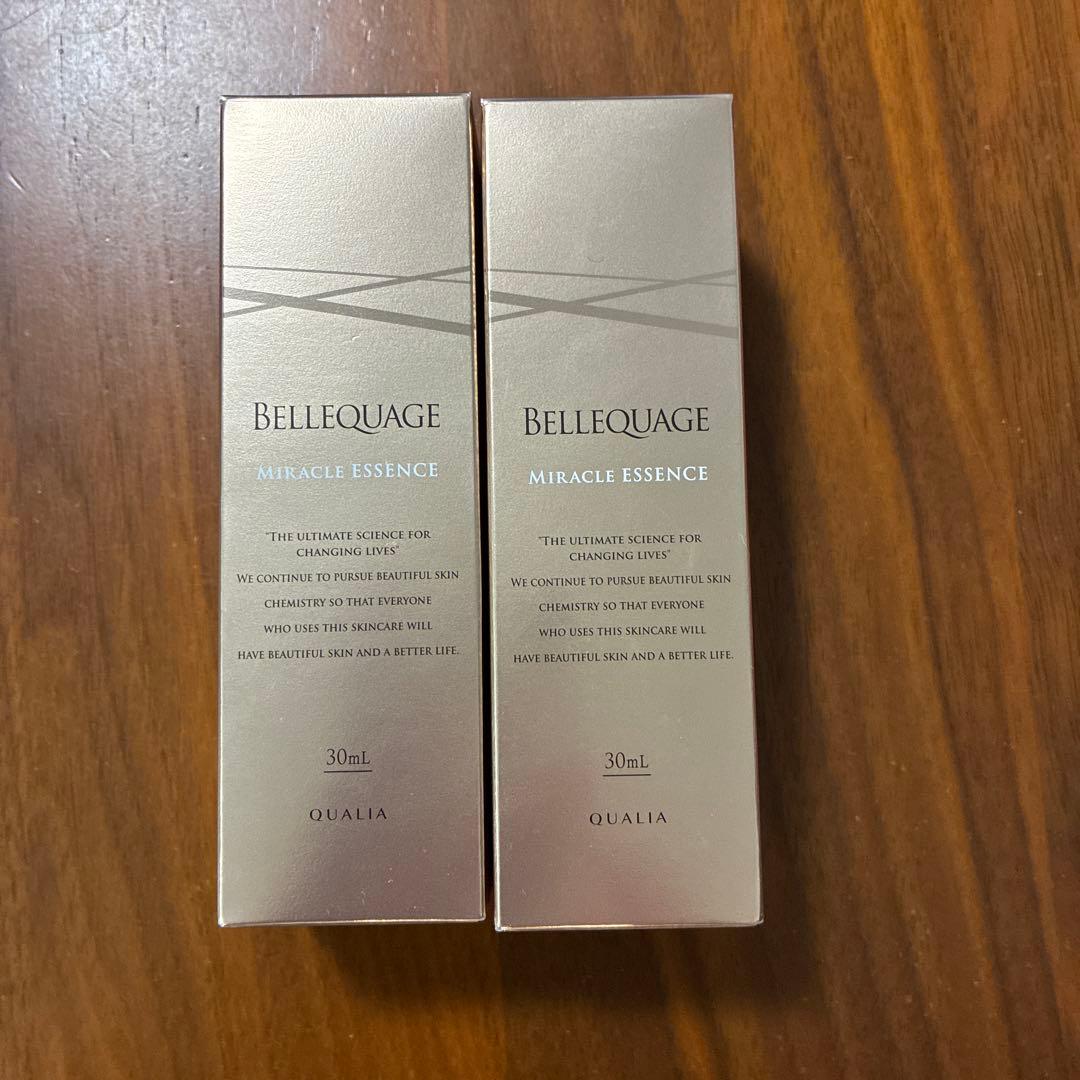 BELLEQUAGE
MIRACLE ESSENCE
"THE ULTIMATE SCIENCE FOR
CHANGING LIVES"
WE CONTINUE TO PURSUE BEAUTIFUL SKIN
CHEMISTRY SO THAT EVERYONE
WHO USES THIS SKINCARE WILL
HAVE BEAUTIFUL SKIN AND A BETTER LIFE.
30mL
QUALIA
BELLEQUAGE
MIRACLE ESSENCE
"THE ULTIMATE SCIENCE FOR
CHANGING LIVES"
WE CONTINUE TO PURSUE BEAUTIFUL SKIN
CHEMISTRY SO THAT EVERYONE
WHO USES THIS SKINCARE WILL
HAVE BEAUTIFUL SKIN AND A BETTER LIFE.
30mL
QUALIA